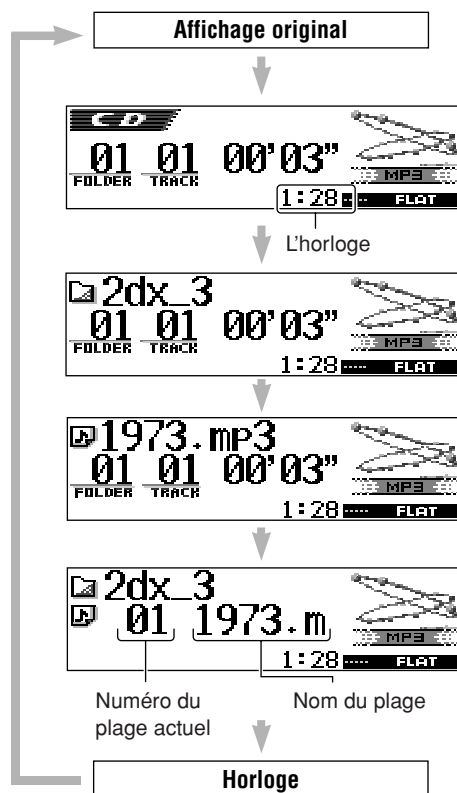 Affichage original
CD
01 01 00'03"
FOLDER TRACK
MP3
1:28 ----- FLAT
L'horloge
2dx_3
01 01 00'03"
FOLDER TRACK
MP3
1:28 ----- FLAT
1973.mp3
01 01 00'03"
FOLDER TRACK
MP3
1:28 ----- FLAT
2dx_3
01 1973.m
MP3
1:28 ----- FLAT
Numéro du
plage actuel
Nom du plage
Horloge